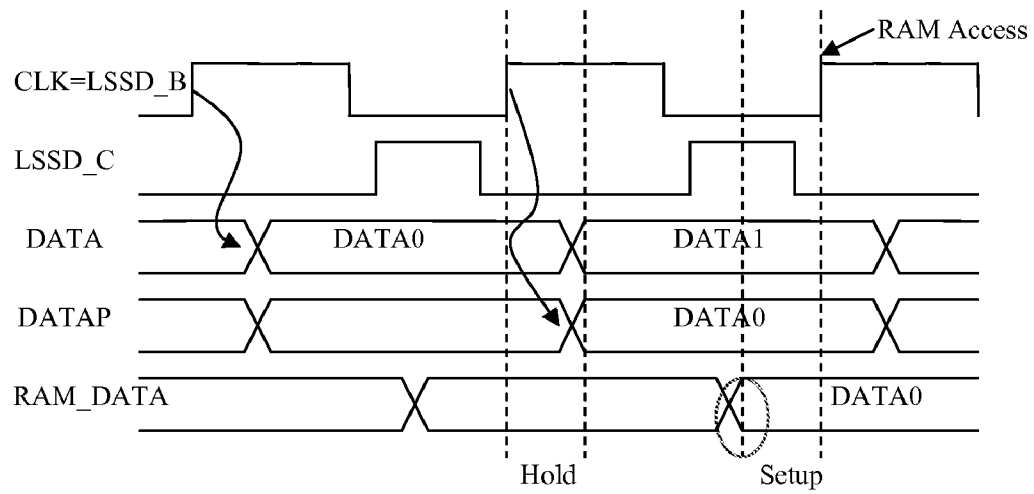 RAM Access
CLK=LSSD_B
LSSD_C
DATA DATA0 DATA1
DATAP DATA0
RAM_DATA DATA0
Hold Setup